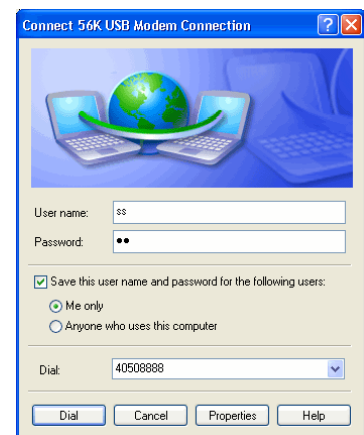 Connect 56K USB Modem Connection
User name: ss
Password: ●●
Save this user name and password for the following users:
Me only
Anyone who uses this computer
Dial: 40508888
Dial Cancel Properties Help